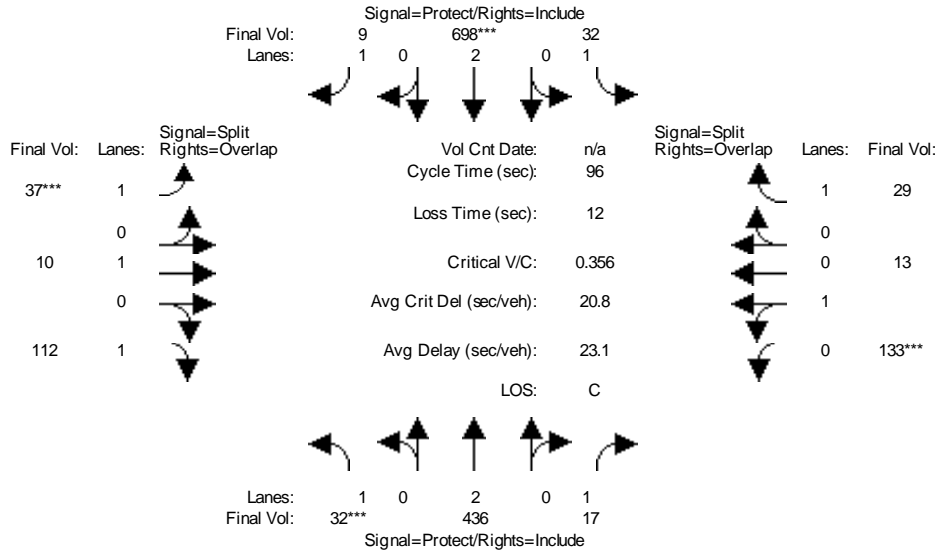 Signal=Protect/Rights=Include
Final Vol: 9 698*** 32
Lanes: 1 0 2 0 1
Signal=Split
Final Vol: Lanes: Rights=Overlap
Vol Cnt Date: n/a
Signal=Split
Rights=Overlap Lanes: Final Vol:
Cycle Time (sec): 96
37*** 1
1 29
Loss Time (sec): 12
0
0
10 1
Critical V/C: 0.356
0 13
0
Avg Crit Del (sec/veh): 20.8
1
112 1
Avg Delay (sec/veh): 23.1
0 133***
LOS: C
Lanes: 1 0 2 0 1
Final Vol: 32*** 436 17
Signal=Protect/Rights=Include